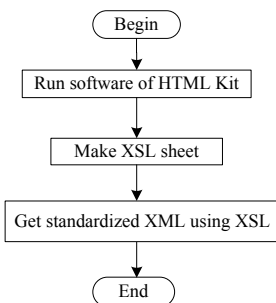 Begin
Run software of HTML Kit
Make XSL sheet
Get standardized XML using XSL
End